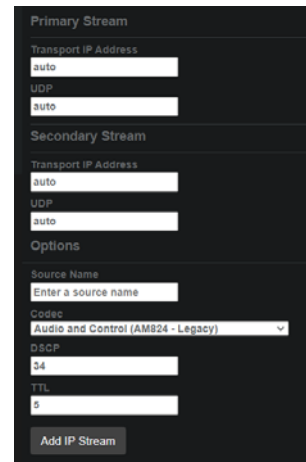 Primary Stream
Transport IP Address
auto
UDP
auto
Secondary Stream
Transport IP Address
auto
UDP
auto
Options
Source Name
Enter a source name
Codec
Audio and Control (AM824 - Legacy)
DSCP
34
TTL
5
Add IP Stream